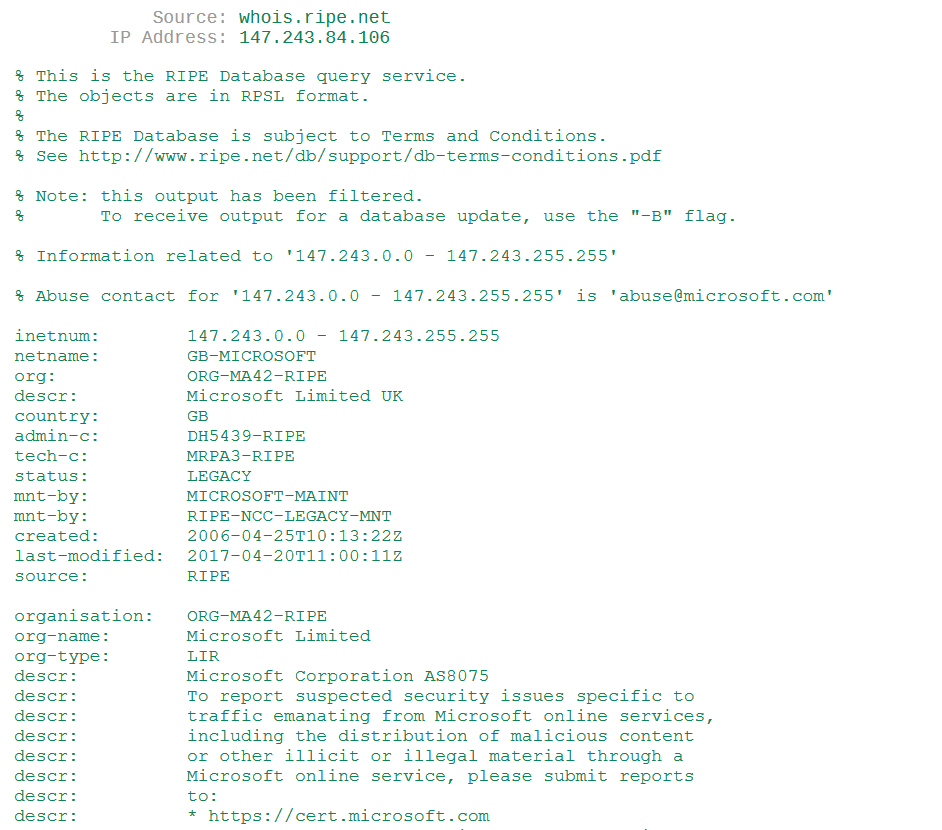 Source: whois.ripe.net
IP Address: 147.243.84.106
% This is the RIPE Database query service.
% The objects are in RPSL format.
%
% The RIPE Database is subject to Terms and Conditions.
% See http://www.ripe.net/db/support/db-terms-conditions.pdf
% Note: this output has been filtered.
%       To receive output for a database update, use the "-B" flag.
% Information related to '147.243.0.0 - 147.243.255.255'
% Abuse contact for '147.243.0.0 - 147.243.255.255' is 'abuse@microsoft.com'
inetnum:        147.243.0.0 - 147.243.255.255
netname:        GB-MICROSOFT
org:            ORG-MA42-RIPE
descr:          Microsoft Limited UK
country:        GB
admin-c:        DH5439-RIPE
tech-c:         MRPA3-RIPE
status:         LEGACY
mnt-by:         MICROSOFT-MAINT
mnt-by:         RIPE-NCC-LEGACY-MNT
created:        2006-04-25T10:13:22Z
last-modified:  2017-04-20T11:00:11Z
source:         RIPE
organisation:   ORG-MA42-RIPE
org-name:       Microsoft Limited
org-type:       LIR
descr:          Microsoft Corporation AS8075
descr:          To report suspected security issues specific to
descr:          traffic emanating from Microsoft online services,
descr:          including the distribution of malicious content
descr:          or other illicit or illegal material through a
descr:          Microsoft online service, please submit reports
descr:          to:
descr:          * https://cert.microsoft.com